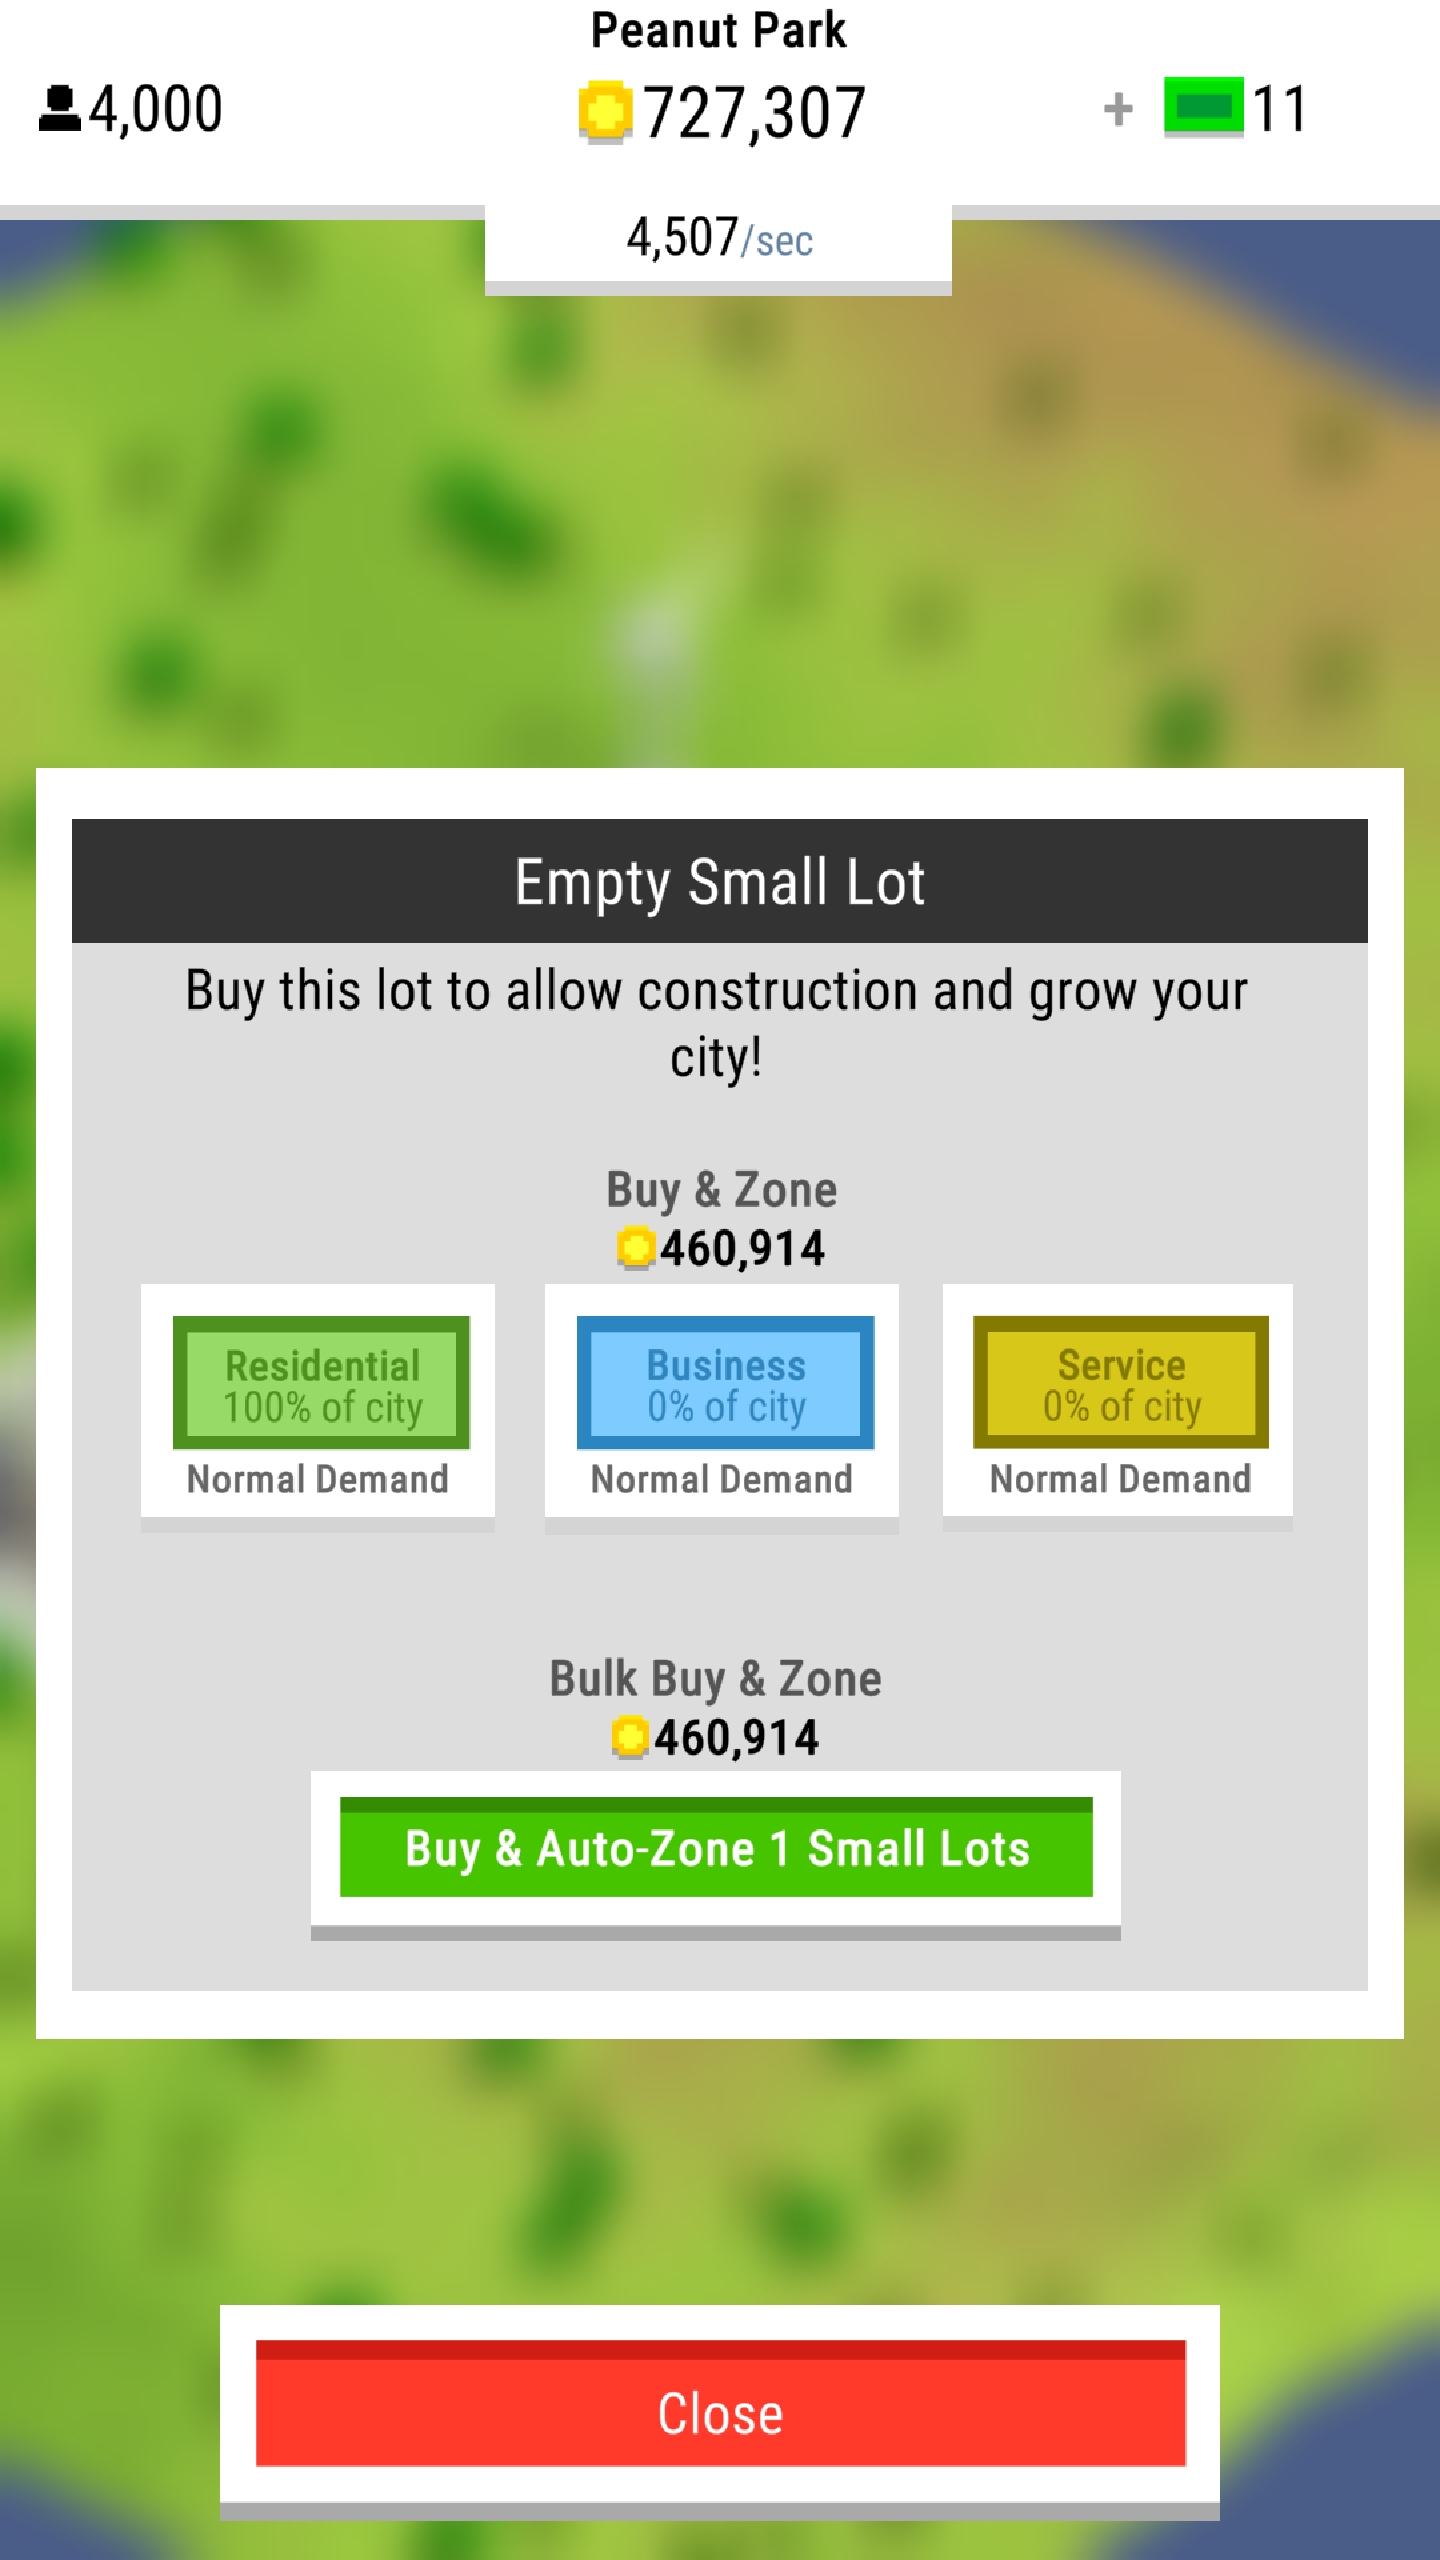 Peanut Park
4,000
727,307
+ 11
4,507/sec
Empty Small Lot
Buy this lot to allow construction and grow your
city!
Buy & Zone
460,914
Residential
100% of city
Normal Demand
Business
0% of city
Normal Demand
Service
0% of city
Normal Demand
Bulk Buy & Zone
460,914
Buy & Auto-Zone 1 Small Lots
Close